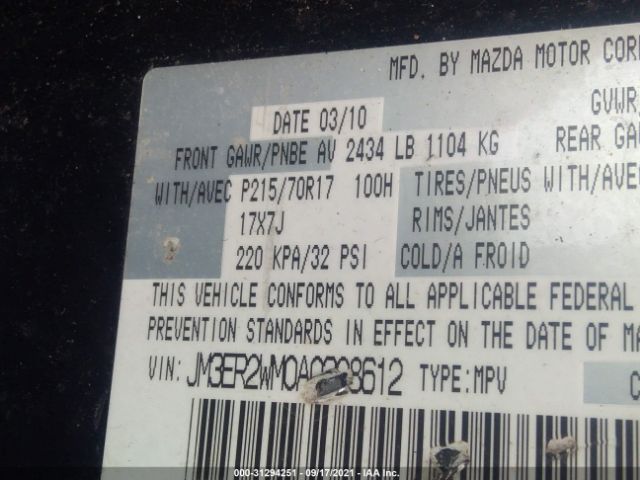 MFD. BY MAZDA MOTOR CORP
GVWR
DATE 03/10
FRONT GAWR/PNBE AV 2434 LB 1104 KG REAR GAW
WITH/AVEC P215/70R17 100H TIRES/PNEUS WITH/AVEC
17X7J RIMS/JANTES
220 KPA/32 PSI COLD/A FROID
THIS VEHICLE CONFORMS TO ALL APPLICABLE FEDERAL
PREVENTION STANDARDS IN EFFECT ON THE DATE OF MA
VIN: TYPE:MPV C
000-31294251 - 09/17/2021 - IAA Inc.